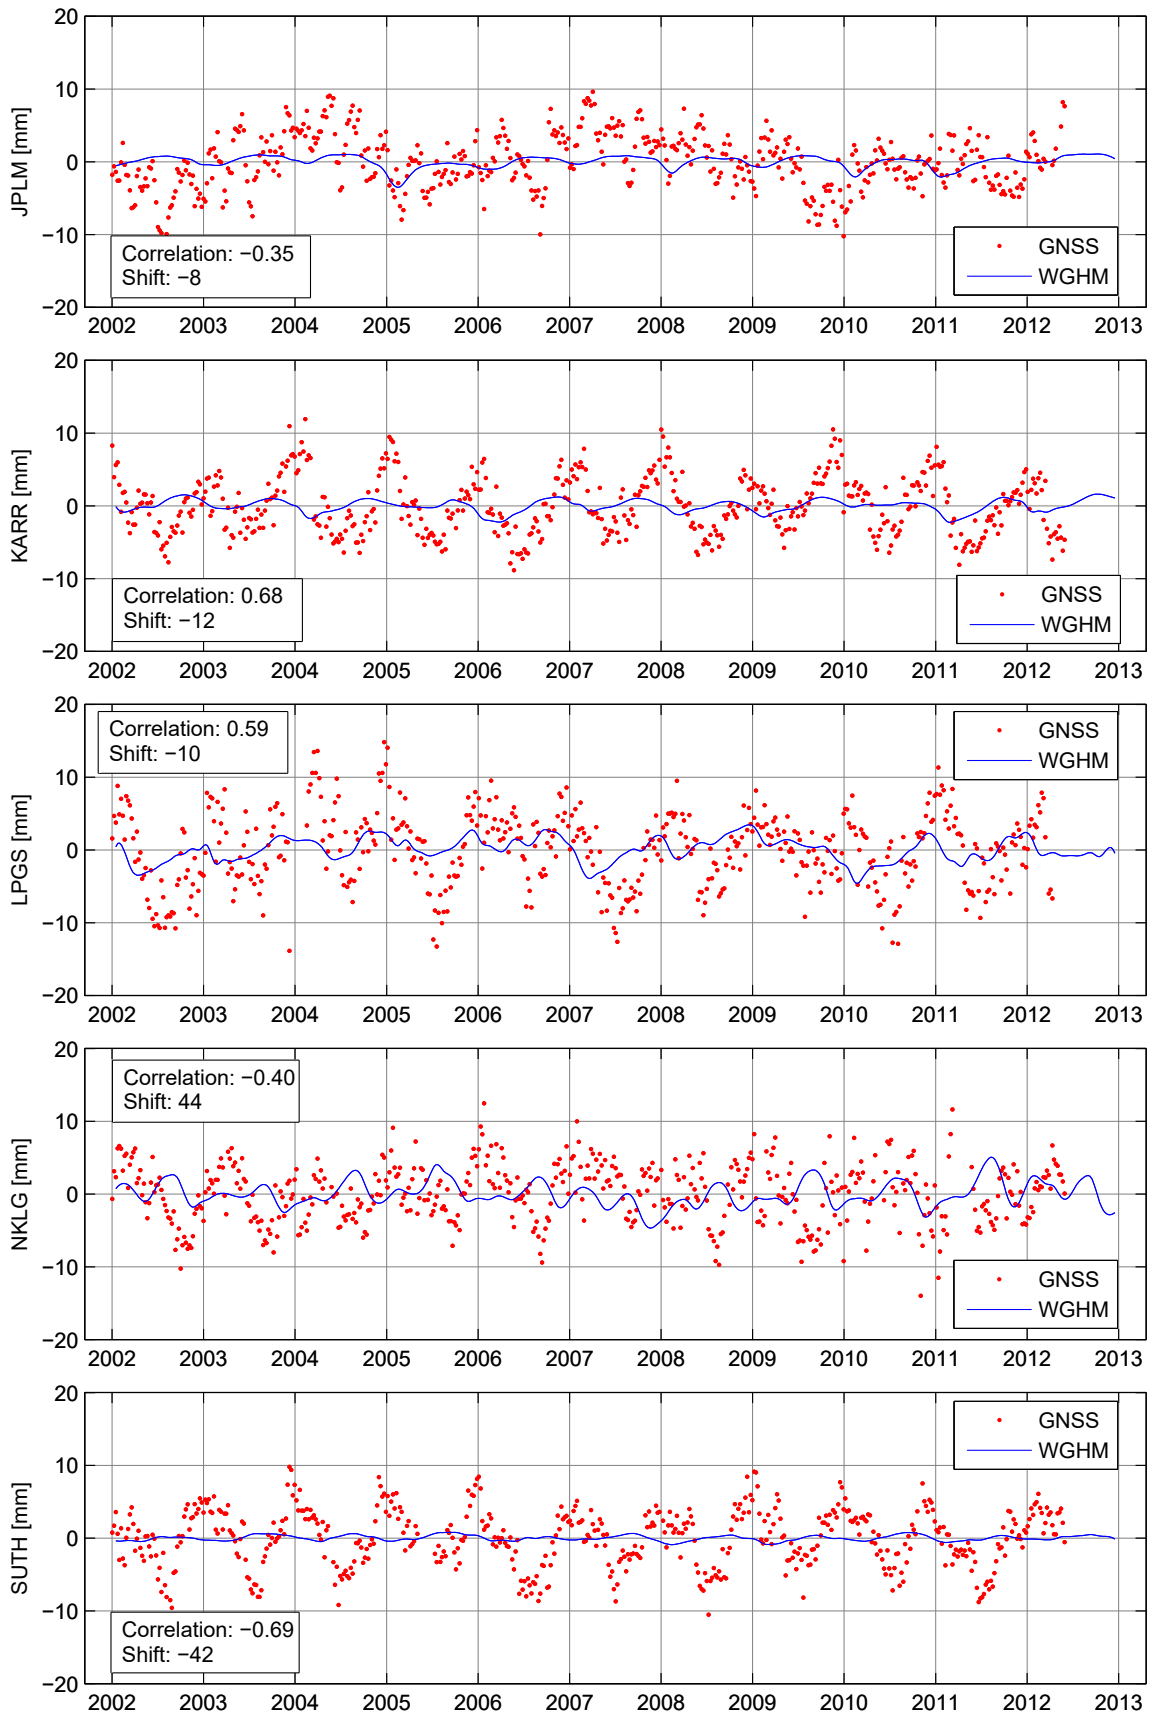 20
10
0
−10
−20
JPLM [mm]
Correlation: −0.35
Shift: −8
GNSS
WGHM
2002 2003 2004 2005 2006 2007 2008 2009 2010 2011 2012 2013
20
10
0
−10
−20
KARR [mm]
Correlation: 0.68
Shift: −12
GNSS
WGHM
2002 2003 2004 2005 2006 2007 2008 2009 2010 2011 2012 2013
20
10
0
−10
−20
LPGS [mm]
Correlation: 0.59
Shift: −10
GNSS
WGHM
2002 2003 2004 2005 2006 2007 2008 2009 2010 2011 2012 2013
20
10
0
−10
−20
NKLG [mm]
Correlation: −0.40
Shift: 44
GNSS
WGHM
2002 2003 2004 2005 2006 2007 2008 2009 2010 2011 2012 2013
20
10
0
−10
−20
SUTH [mm]
GNSS
WGHM
Correlation: −0.69
Shift: −42
2002 2003 2004 2005 2006 2007 2008 2009 2010 2011 2012 2013